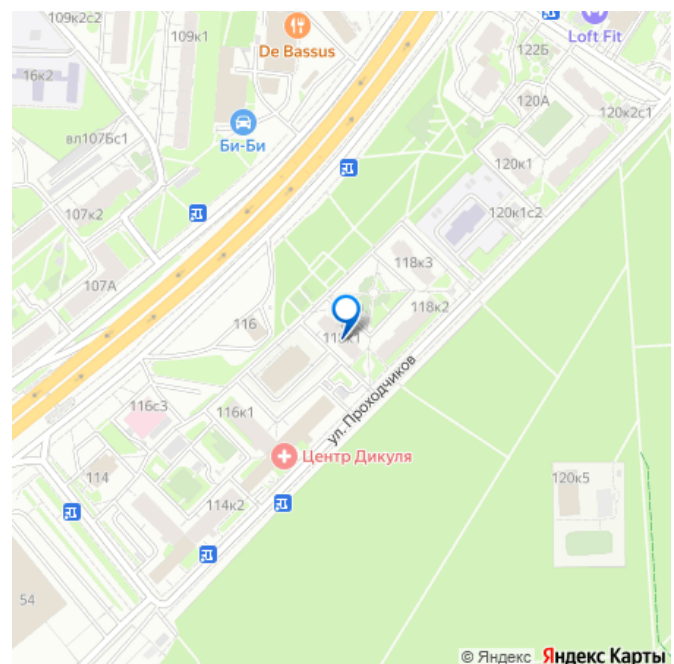 109к2с2
109к1
De Bassus
Loft Fit
122Б
16к2
120А
120к2с1
Би-Би
вл107Бс1
120к1
107к2
120к1с2
118к3
107А
118к2
116
118к1
ул. Проходчиков
116с3
116к1
Центр Дикуля
114
120к5
114к2
54
© Яндекс Яндекс Карты